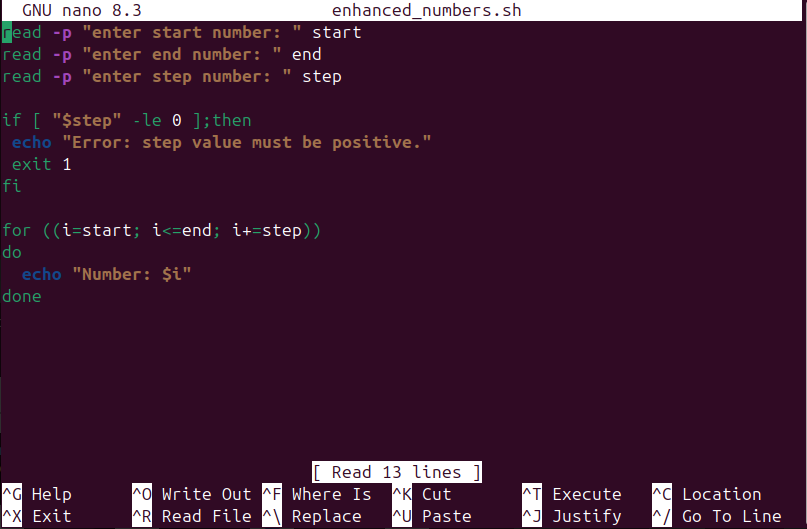 GNU nano 8.3 enhanced_numbers.sh
read -p "enter start number: " start
read -p "enter end number: " end
read -p "enter step number: " step

if [ "$step" -le 0 ];then
 echo "Error: step value must be positive."
 exit 1
fi

for ((i=start; i<=end; i+=step))
do
  echo "Number: $i"
done

[ Read 13 lines ]
^G Help ^O Write Out ^F Where Is ^K Cut ^T Execute ^C Location
^X Exit ^R Read File ^\ Replace ^U Paste ^J Justify ^/ Go To Line